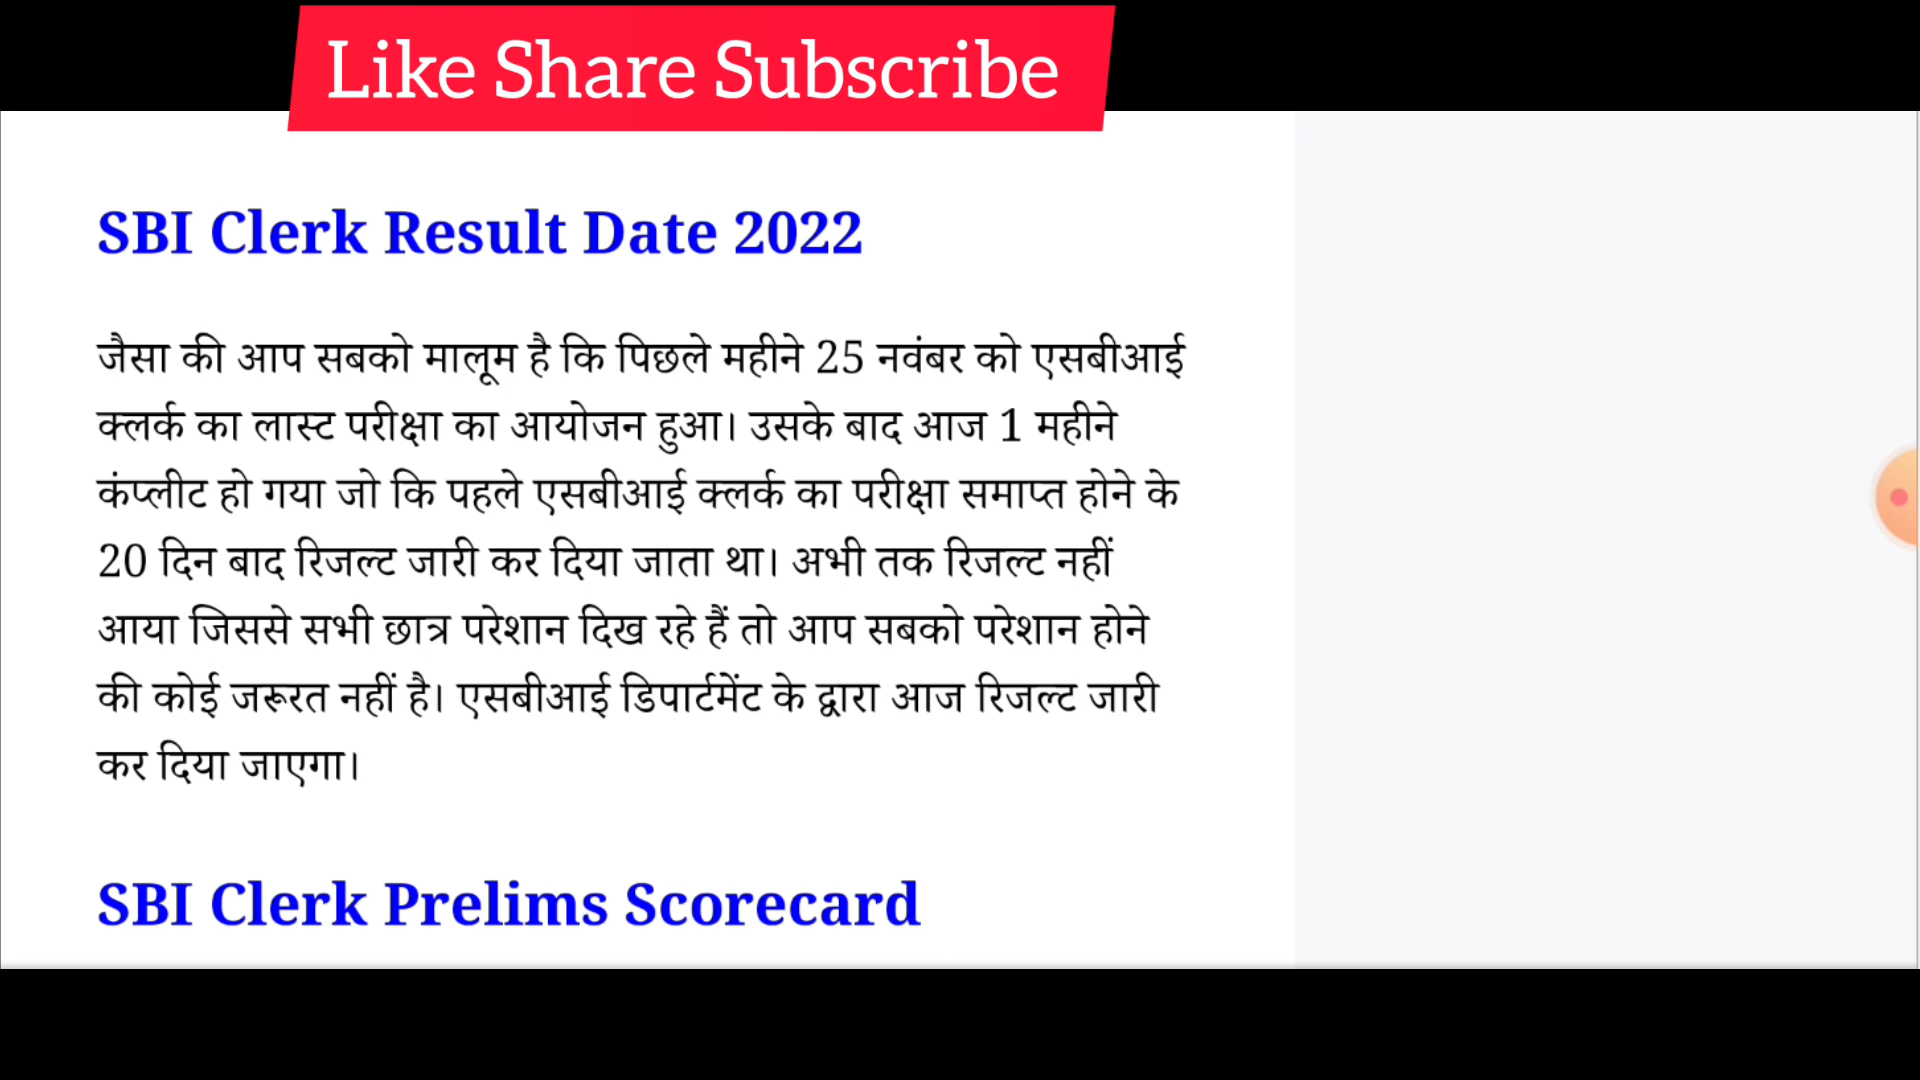 Like Share Subscribe
SBI Clerk Result Date 2022
जैसा की आप सबको मालूम है कि पिछले महीने 25 नवंबर को एसबीआई
क्लर्क का लास्ट परीक्षा का आयोजन हुआ। उसके बाद आज 1 महीने
कंप्लीट हो गया जो कि पहले एसबीआई क्लर्क का परीक्षा समाप्त होने के
20 दिन बाद रिजल्ट जारी कर दिया जाता था। अभी तक रिजल्ट नहीं
आया जिससे सभी छात्र परेशान दिख रहे हैं तो आप सबको परेशान होने
की कोई जरूरत नहीं है। एसबीआई डिपार्टमेंट के द्वारा आज रिजल्ट जारी
कर दिया जाएगा।
SBI Clerk Prelims Scorecard